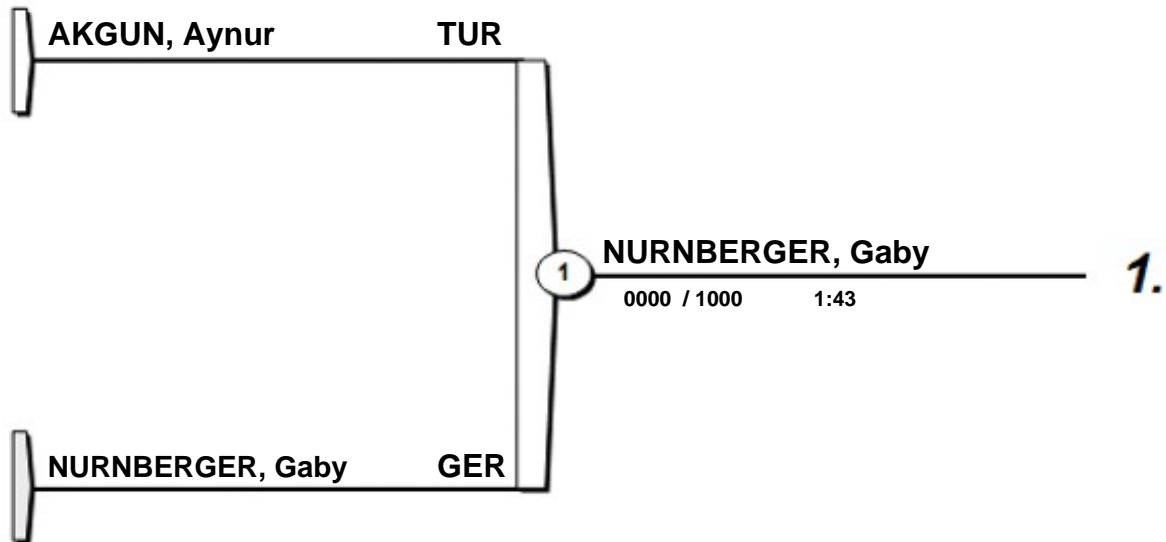 AKGUN, Aynur TUR
NURNBERGER, Gaby
1 1.
0000 / 1000 1:43
NURNBERGER, Gaby GER